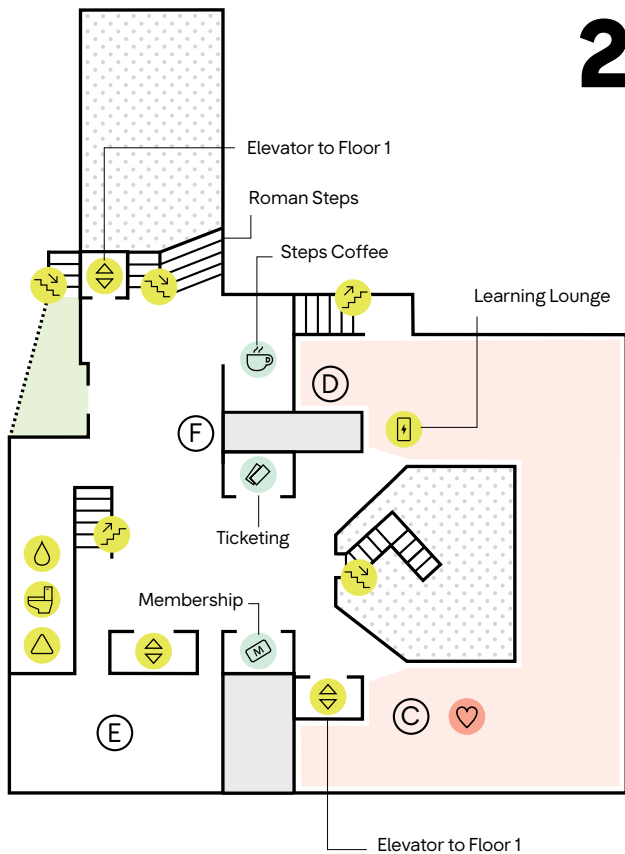 2
Elevator to Floor 1
Roman Steps
Steps Coffee
Learning Lounge
D
F
Ticketing
Membership
M
C
E
Elevator to Floor 1